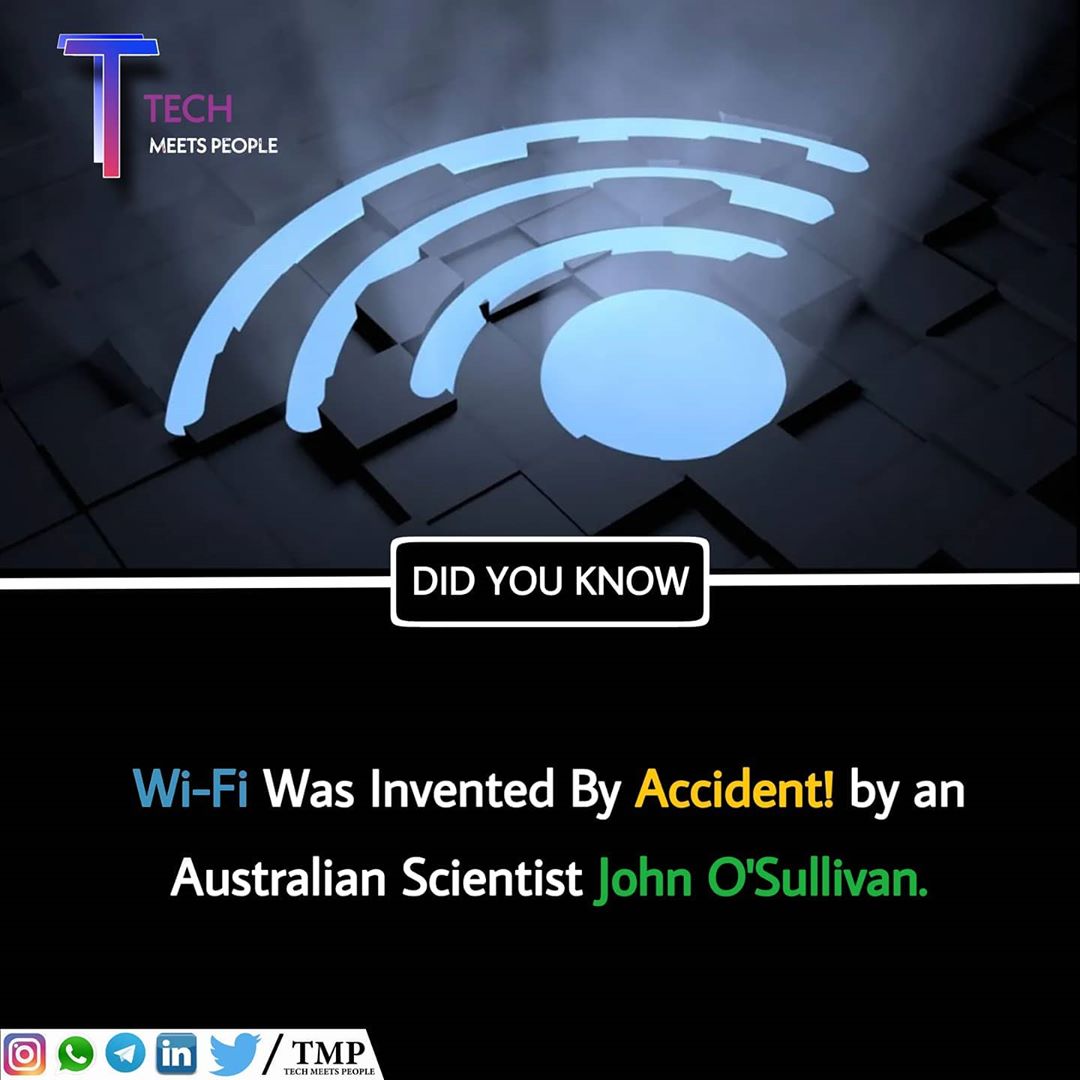 T
TECH
MEETS PEOPLE
DID YOU KNOW
Wi-Fi Was Invented By Accident! by an
Australian Scientist John O'Sullivan.
in / TMP
TECH MEETS PEOPLE